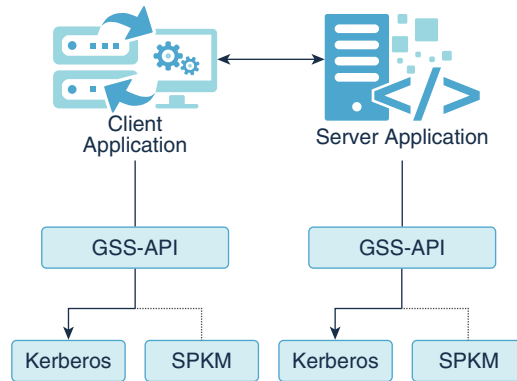 Client
Application
Server Application
GSS-API
GSS-API
Kerberos
SPKM
Kerberos
SPKM